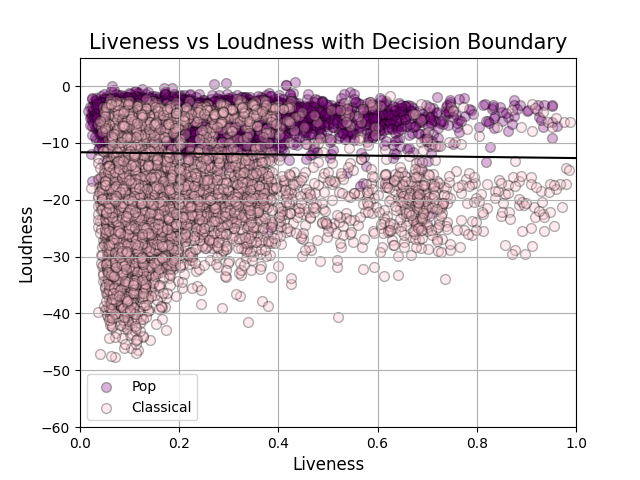 Liveness vs Loudness with Decision Boundary
Loudness
0
−10
−20
−30
−40
−50
−60
Pop
Classical
0.0 0.2 0.4 0.6 0.8 1.0
Liveness